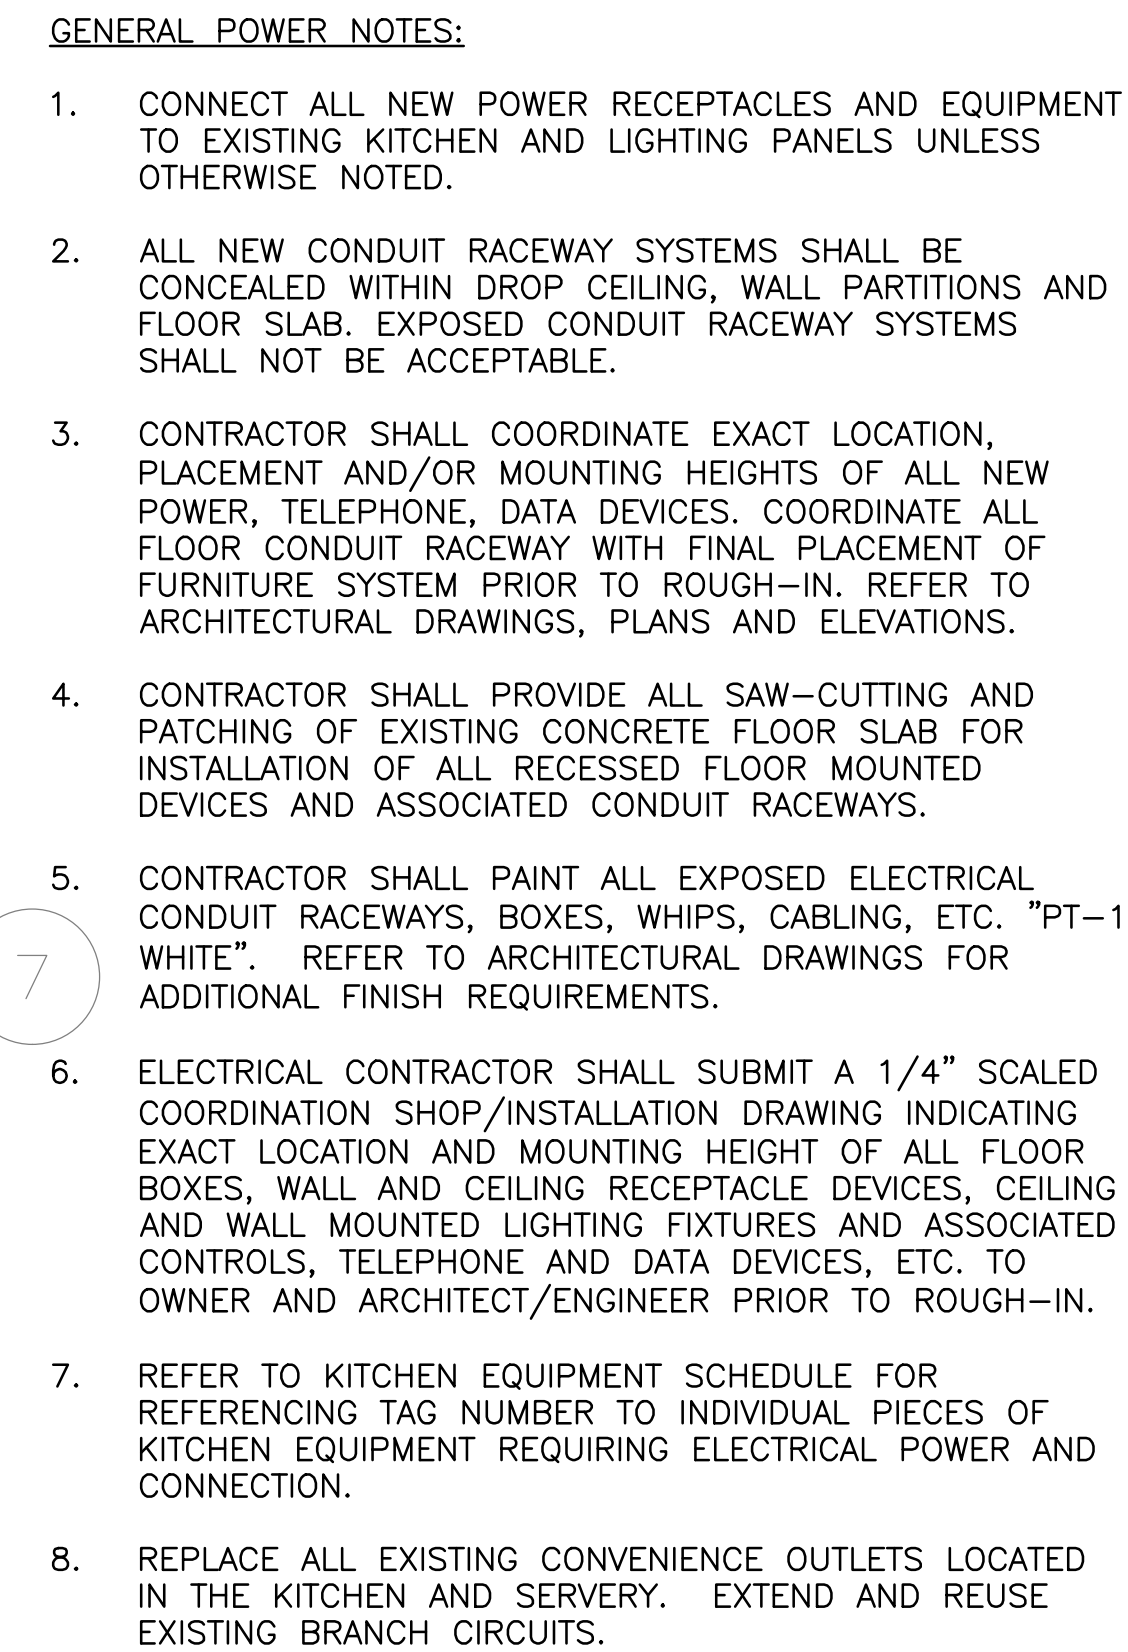 GENERAL POWER NOTES:
1. CONNECT ALL NEW POWER RECEPTACLES AND EQUIPMENT
TO EXISTING KITCHEN AND LIGHTING PANELS UNLESS
OTHERWISE NOTED.
2. ALL NEW CONDUIT RACEWAY SYSTEMS SHALL BE
CONCEALED WITHIN DROP CEILING, WALL PARTITIONS AND
FLOOR SLAB. EXPOSED CONDUIT RACEWAY SYSTEMS
SHALL NOT BE ACCEPTABLE.
3. CONTRACTOR SHALL COORDINATE EXACT LOCATION,
PLACEMENT AND/OR MOUNTING HEIGHTS OF ALL NEW
POWER, TELEPHONE, DATA DEVICES. COORDINATE ALL
FLOOR CONDUIT RACEWAY WITH FINAL PLACEMENT OF
FURNITURE SYSTEM PRIOR TO ROUGH-IN. REFER TO
ARCHITECTURAL DRAWINGS, PLANS AND ELEVATIONS.
4. CONTRACTOR SHALL PROVIDE ALL SAW-CUTTING AND
PATCHING OF EXISTING CONCRETE FLOOR SLAB FOR
INSTALLATION OF ALL RECESSED FLOOR MOUNTED
DEVICES AND ASSOCIATED CONDUIT RACEWAYS.
5. CONTRACTOR SHALL PAINT ALL EXPOSED ELECTRICAL
CONDUIT RACEWAYS, BOXES, WHIPS, CABLING, ETC. "PT-1
WHITE". REFER TO ARCHITECTURAL DRAWINGS FOR
ADDITIONAL FINISH REQUIREMENTS.
7
6. ELECTRICAL CONTRACTOR SHALL SUBMIT A 1/4" SCALED
COORDINATION SHOP/INSTALLATION DRAWING INDICATING
EXACT LOCATION AND MOUNTING HEIGHT OF ALL FLOOR
BOXES, WALL AND CEILING RECEPTACLE DEVICES, CEILING
AND WALL MOUNTED LIGHTING FIXTURES AND ASSOCIATED
CONTROLS, TELEPHONE AND DATA DEVICES, ETC. TO
OWNER AND ARCHITECT/ENGINEER PRIOR TO ROUGH-IN.
7. REFER TO KITCHEN EQUIPMENT SCHEDULE FOR
REFERENCING TAG NUMBER TO INDIVIDUAL PIECES OF
KITCHEN EQUIPMENT REQUIRING ELECTRICAL POWER AND
CONNECTION.
8. REPLACE ALL EXISTING CONVENIENCE OUTLETS LOCATED
IN THE KITCHEN AND SERVERY. EXTEND AND REUSE
EXISTING BRANCH CIRCUITS.